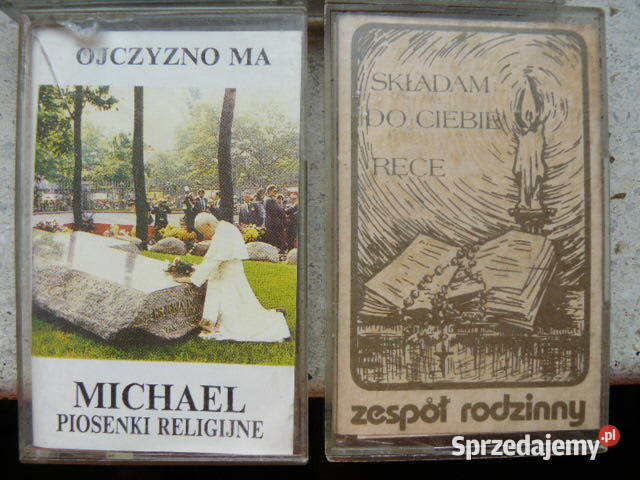 OJCZYZNO MA
MICHAEL
PIOSENKI RELIGIJNE
SKŁADAM
DO CIEBIE
RĘCE
zespół rodzinny
Sprzedajemy.pl